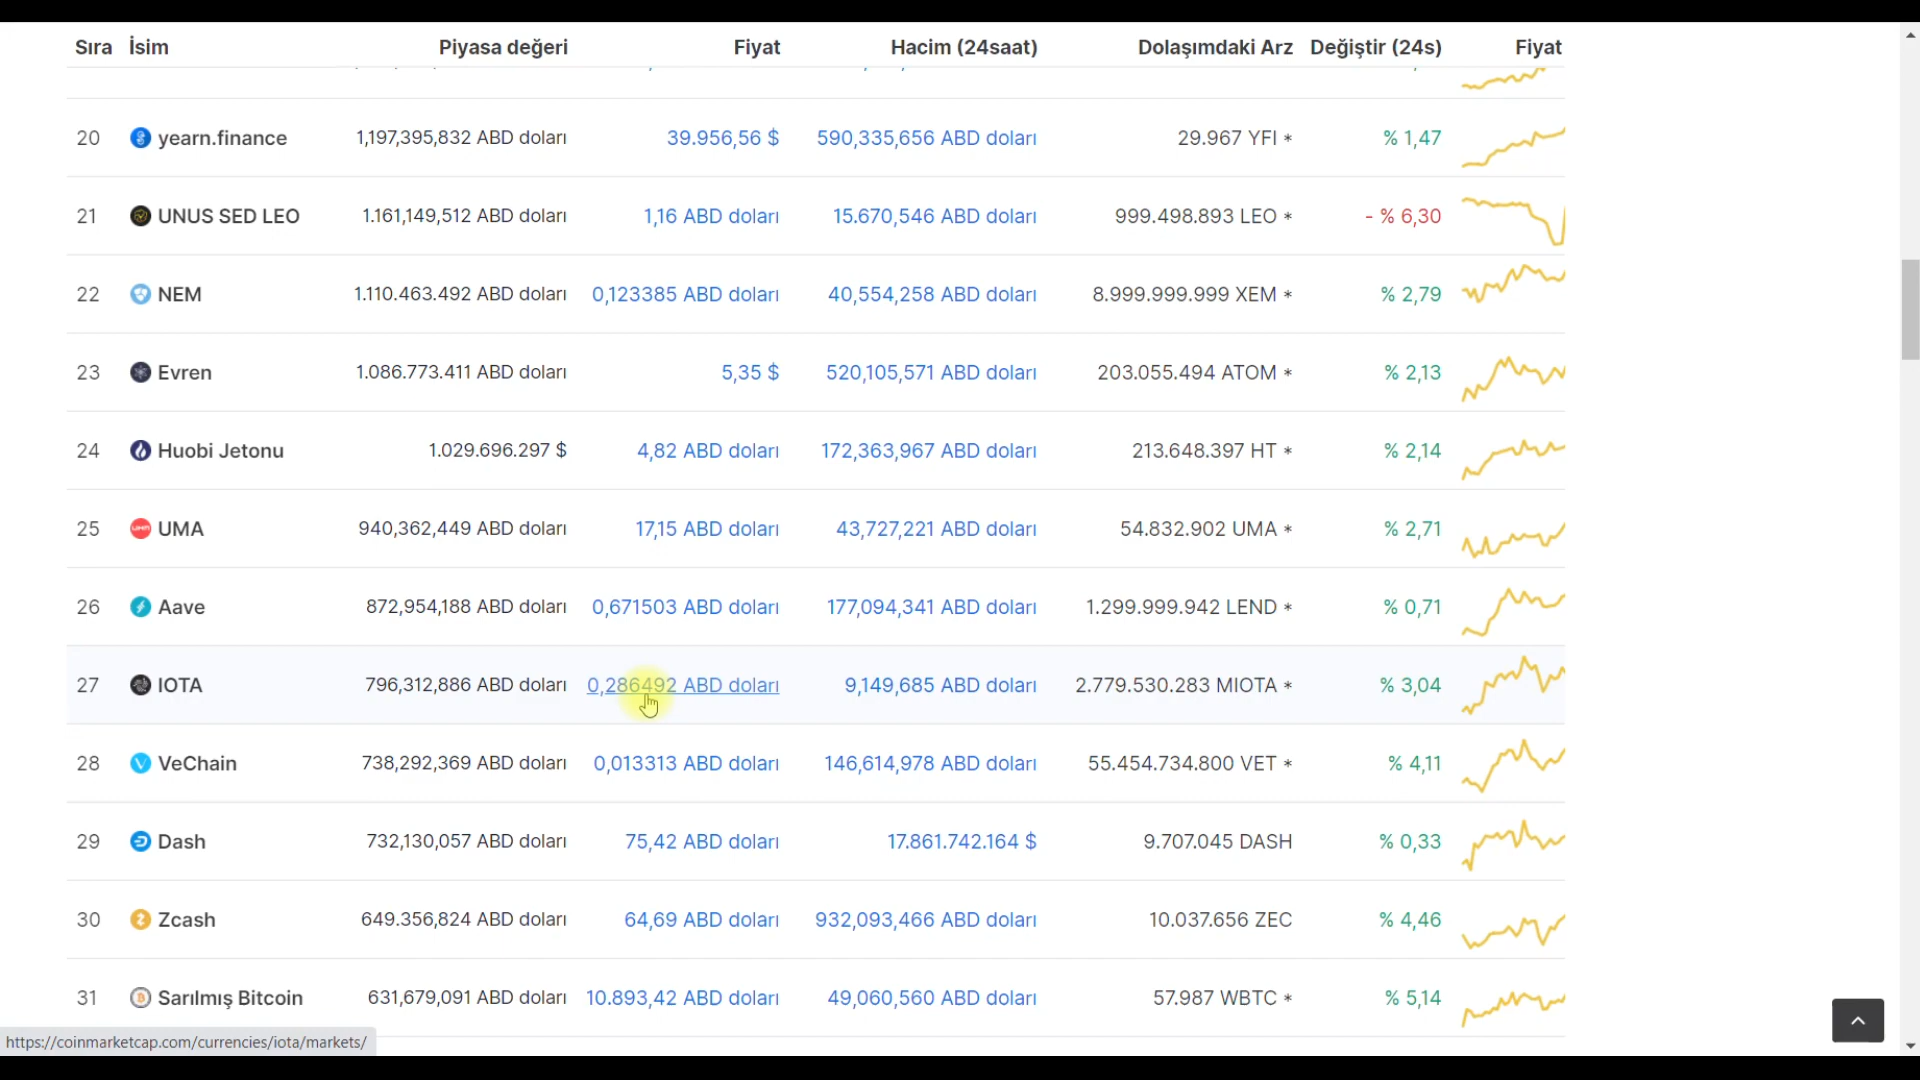 Sıra İsim Piyasa değeri Fiyat Hacim (24saat) Dolaşımdaki Arz Değiştir (24s) Fiyat
20 yearn.finance 1,197,395,832 ABD doları 39.956,56 $ 590,335,656 ABD doları 29.967 YFI * % 1,47
21 UNUS SED LEO 1.161,149,512 ABD doları 1,16 ABD doları 15.670,546 ABD doları 999.498.893 LEO * - % 6,30
22 NEM 1.110.463.492 ABD doları 0,123385 ABD doları 40,554,258 ABD doları 8.999.999.999 XEM * % 2,79
23 Evren 1.086.773.411 ABD doları 5,35 $ 520,105,571 ABD doları 203.055.494 ATOM * % 2,13
24 Huobi Jetonu 1.029.696.297 $ 4,82 ABD doları 172,363,967 ABD doları 213.648.397 HT * % 2,14
25 UMA 940,362,449 ABD doları 17,15 ABD doları 43,727,221 ABD doları 54.832.902 UMA * % 2,71
26 Aave 872,954,188 ABD doları 0,671503 ABD doları 177,094,341 ABD doları 1.299.999.942 LEND * % 0,71
27 IOTA 796,312,886 ABD doları 0,286492 ABD doları 9,149,685 ABD doları 2.779.530.283 MIOTA * % 3,04
28 VeChain 738,292,369 ABD doları 0,013313 ABD doları 146,614,978 ABD doları 55.454.734.800 VET * % 4,11
29 Dash 732,130,057 ABD doları 75,42 ABD doları 17.861.742.164 $ 9.707.045 DASH % 0,33
30 Zcash 649.356,824 ABD doları 64,69 ABD doları 932,093,466 ABD doları 10.037.656 ZEC % 4,46
31 Sarılmış Bitcoin 631,679,091 ABD doları 10.893,42 ABD doları 49,060,560 ABD doları 57.987 WBTC * % 5,14
https://coinmarketcap.com/currencies/iota/markets/